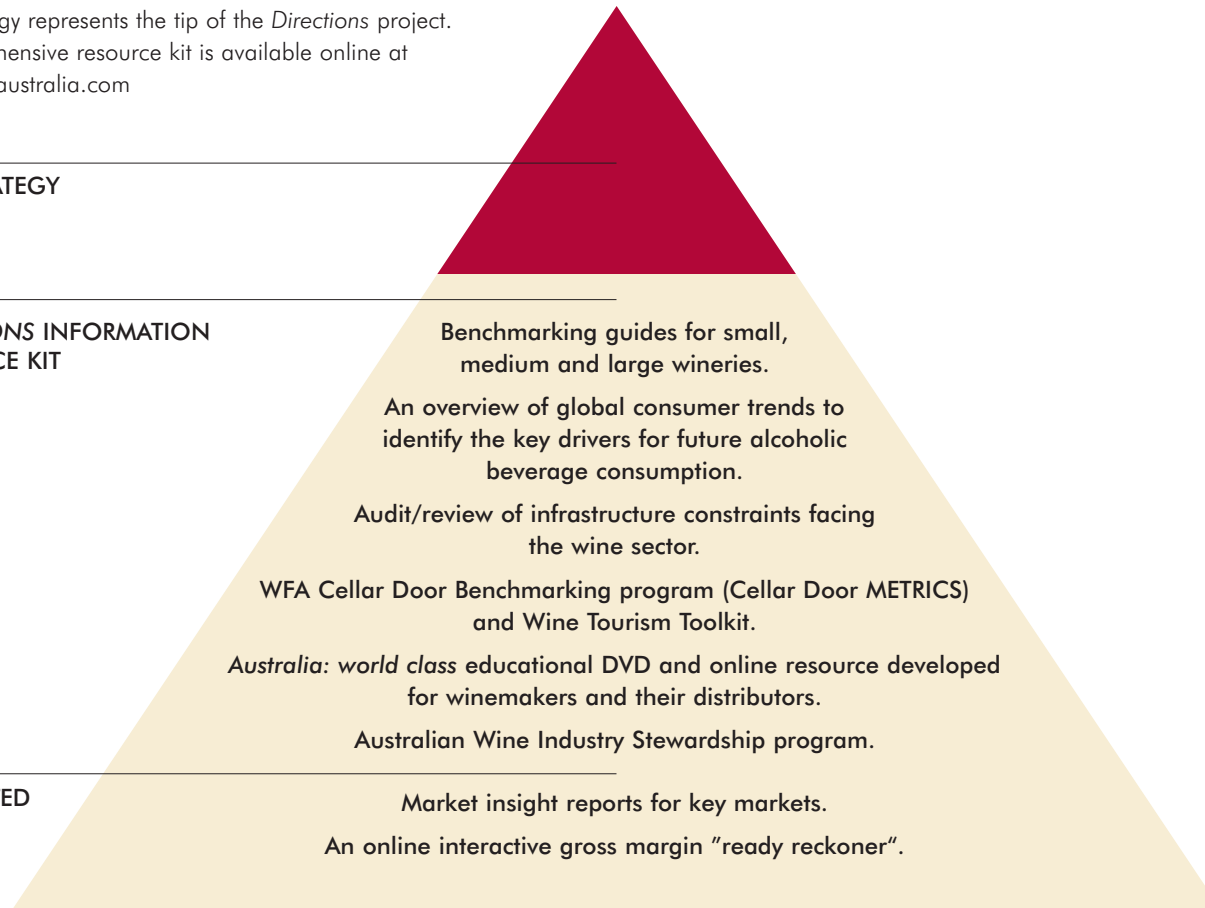 gy represents the tip of the Directions project.
hensive resource kit is available online at
australia.com
ATEGY
ONS INFORMATION
CE KIT
Benchmarking guides for small,
medium and large wineries.
An overview of global consumer trends to
identify the key drivers for future alcoholic
beverage consumption.
Audit/review of infrastructure constraints facing
the wine sector.
WFA Cellar Door Benchmarking program (Cellar Door METRICS)
and Wine Tourism Toolkit.
Australia: world class educational DVD and online resource developed
for winemakers and their distributors.
Australian Wine Industry Stewardship program.
TED
Market insight reports for key markets.
An online interactive gross margin "ready reckoner".